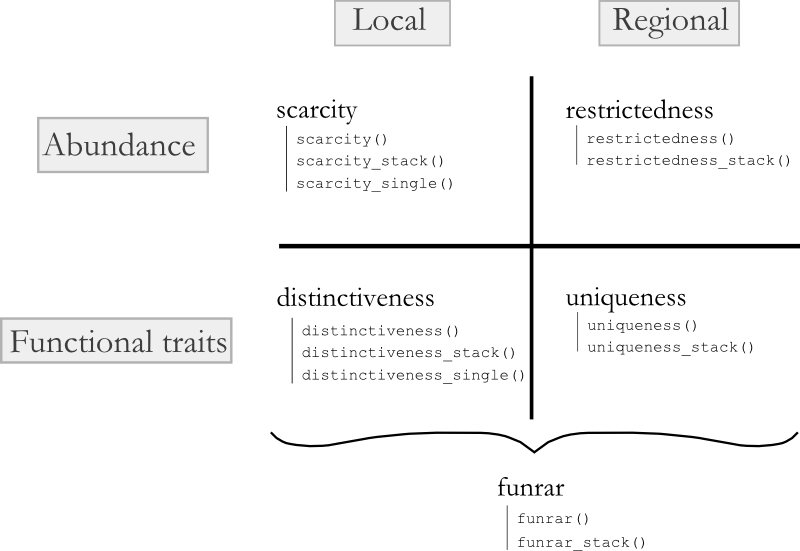 Local
Regional
Abundance
scarcity
scarcity()
scarcity_stack()
scarcity_single()
restrictedness
restrictedness()
restrictedness_stack()
Functional traits
distinctiveness
distinctiveness()
distinctiveness_stack()
distinctiveness_single()
uniqueness
uniqueness()
uniqueness_stack()
funrar
funrar()
funrar_stack()